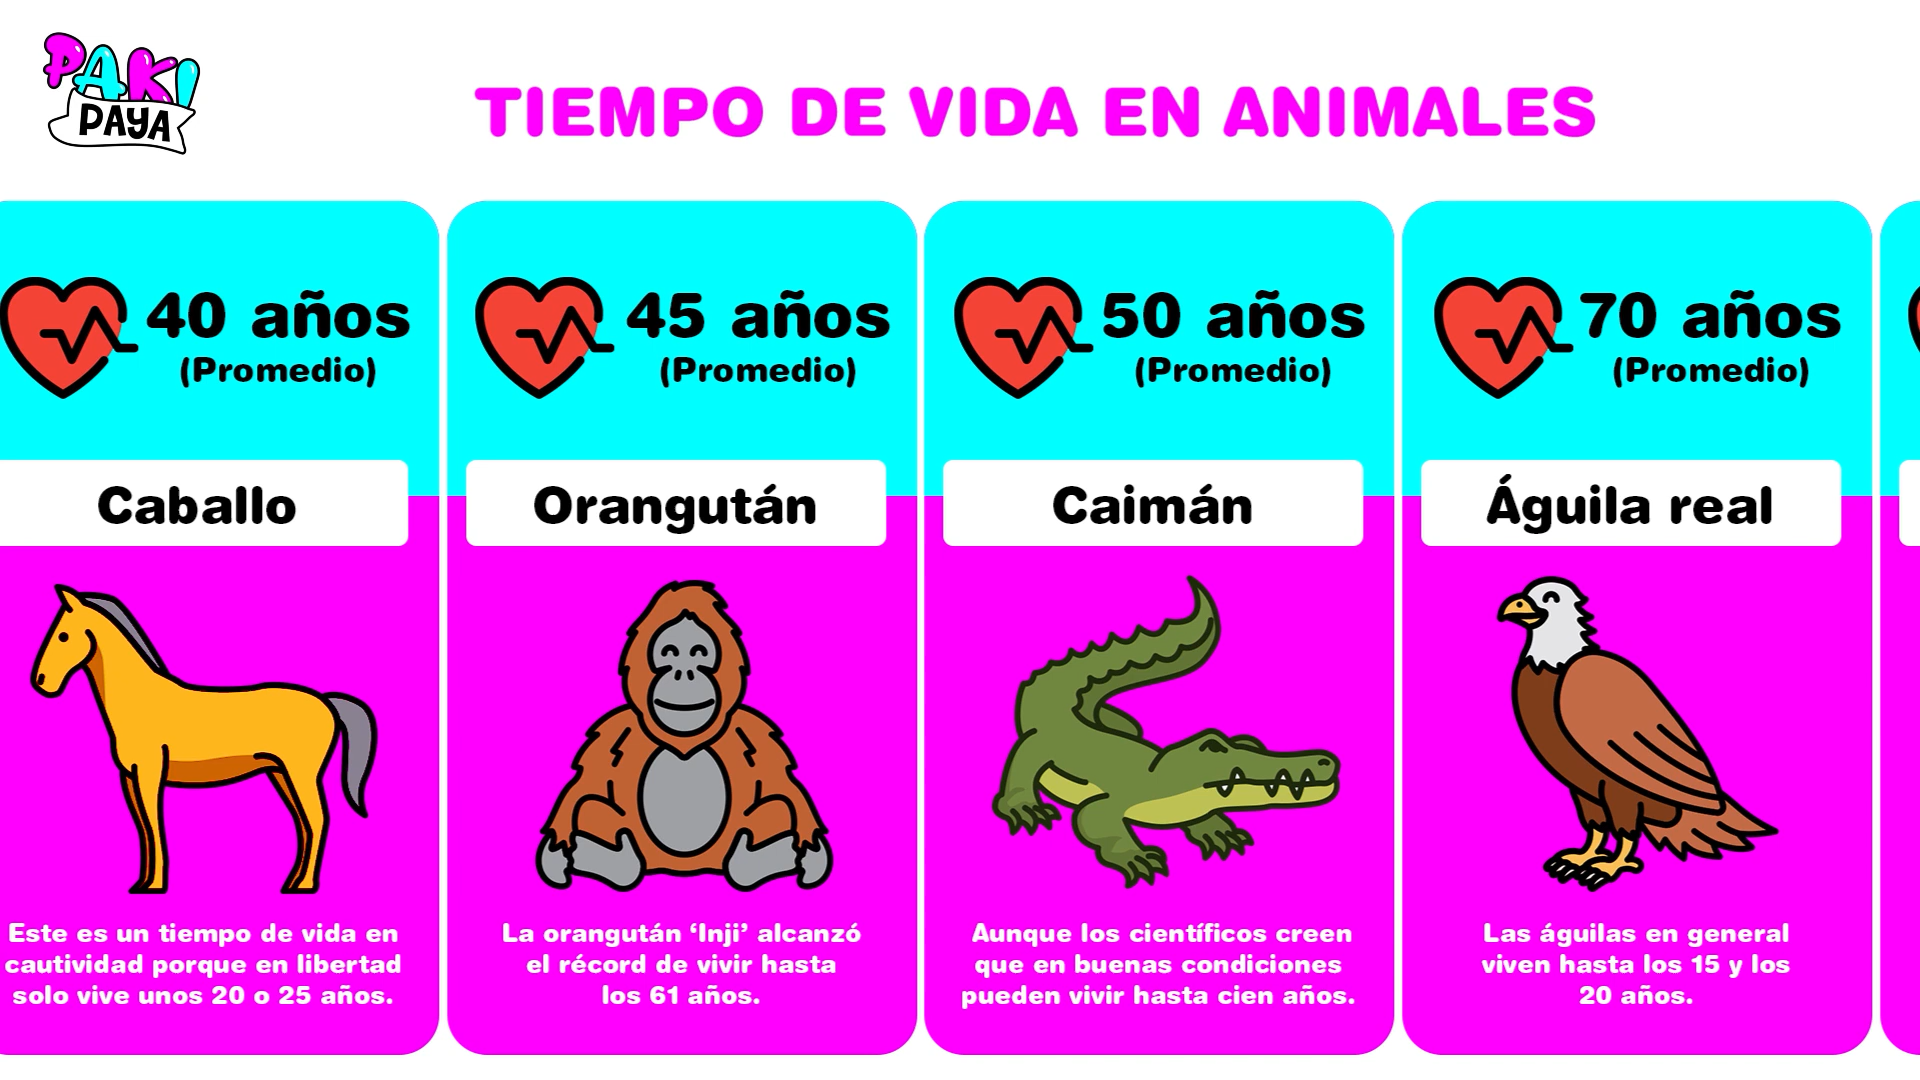 PAKI
PAYA
TIEMPO DE VIDA EN ANIMALES
40 años
(Promedio)
Caballo
Este es un tiempo de vida en
cautividad porque en libertad
solo vive unos 20 o 25 años.
45 años
(Promedio)
Orangután
La orangután ‘Inji’ alcanzó
el récord de vivir hasta
los 61 años.
50 años
(Promedio)
Caimán
Aunque los científicos creen
que en buenas condiciones
pueden vivir hasta cien años.
70 años
(Promedio)
Águila real
Las águilas en general
viven hasta los 15 y los
20 años.